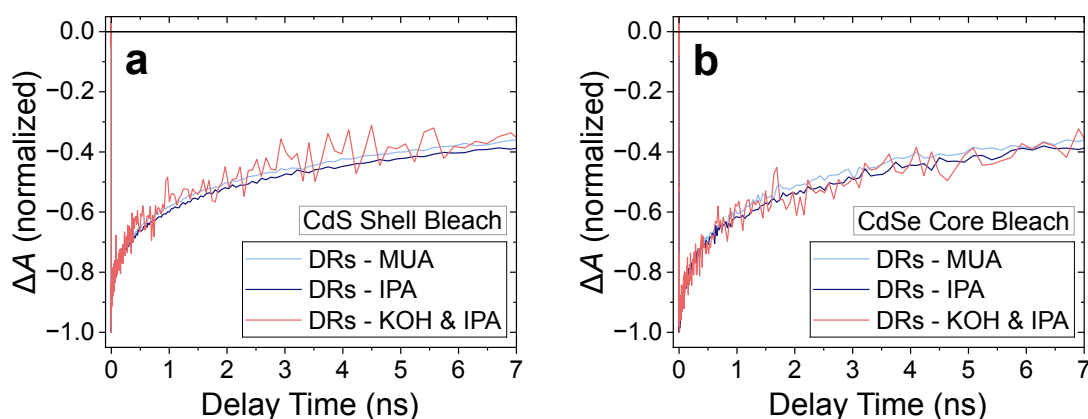 a
0.0
−0.2
−0.4
−0.6
−0.8
−1.0
ΔA (normalized)
CdS Shell Bleach
DRs - MUA
DRs - IPA
DRs - KOH & IPA
0 1 2 3 4 5 6 7
Delay Time (ns)
b
0.0
−0.2
−0.4
−0.6
−0.8
−1.0
ΔA (normalized)
CdSe Core Bleach
DRs - MUA
DRs - IPA
DRs - KOH & IPA
0 1 2 3 4 5 6 7
Delay Time (ns)